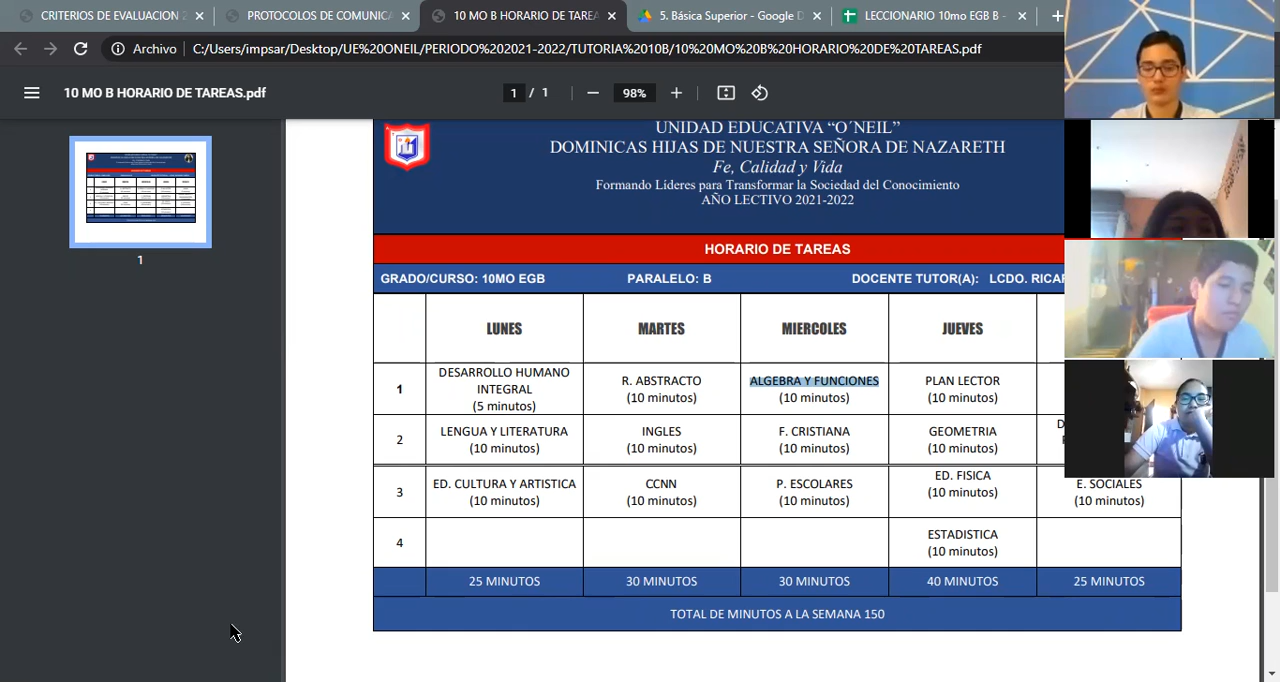 CRITERIOS DE EVALUACION 2
PROTOCOLOS DE COMUNICA
10 MO B HORARIO DE TAREA
5. Básica Superior - Google D
LECCIONARIO 10mo EGB B -
Archivo
C:/Users/impsar/Desktop/UE%20ONEIL/PERIODO%202021-2022/TUTORIA%2010B/10%20MO%20B%20HORARIO%20DE%20TAREAS.pdf
10 MO B HORARIO DE TAREAS.pdf
1 / 1
98%
1
UNIDAD EDUCATIVA “O´NEIL”
DOMINICAS HIJAS DE NUESTRA SEÑORA DE NAZARETH
Fe, Calidad y Vida
Formando Líderes para Transformar la Sociedad del Conocimiento
AÑO LECTIVO 2021-2022
HORARIO DE TAREAS
GRADO/CURSO: 10MO EGB PARALELO: B DOCENTE TUTOR(A): LCDO. RICAR
LUNES MARTES MIERCOLES JUEVES
1
DESARROLLO HUMANO
INTEGRAL
(5 minutos)
R. ABSTRACTO
(10 minutos)
ALGEBRA Y FUNCIONES
(10 minutos)
PLAN LECTOR
(10 minutos)
2
LENGUA Y LITERATURA
(10 minutos)
INGLES
(10 minutos)
F. CRISTIANA
(10 minutos)
GEOMETRIA
(10 minutos)
3
ED. CULTURA Y ARTISTICA
(10 minutos)
CCNN
(10 minutos)
P. ESCOLARES
(10 minutos)
ED. FISICA
(10 minutos)
E. SOCIALES
(10 minutos)
4
ESTADISTICA
(10 minutos)
25 MINUTOS 30 MINUTOS 30 MINUTOS 40 MINUTOS 25 MINUTOS
TOTAL DE MINUTOS A LA SEMANA 150